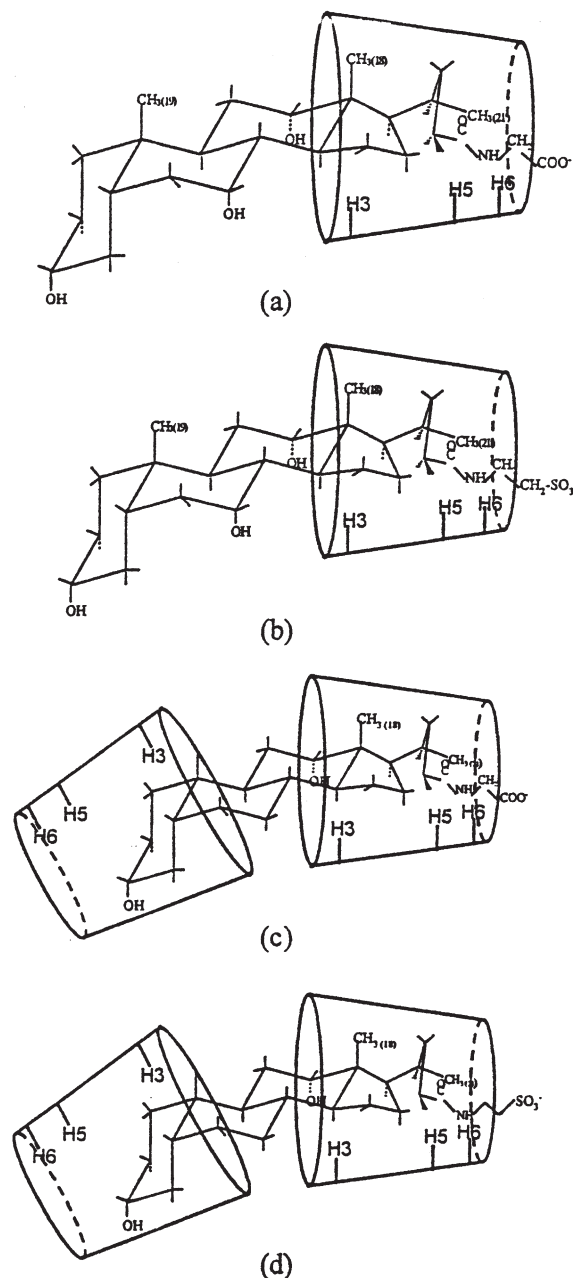 CH₃(18)
CH₃(19)
CH₃(21)
C
OH
NH
CH₂
COO⁻
OH
H3
H5
H6
OH
(a)
CH₃(18)
CH₃(19)
CH₃(21)
C
OH
NH
CH
CH₂-SO₃
OH
H3
H5
H6
OH
(b)
CH₃(18)
H3
C
OH
NH
COO⁻
H5
H6
H3
H5
H6
OH
(c)
CH₃(18)
H3
C
OH
NH
SO₃⁻
H5
H6
H3
H5
H6
OH
(d)